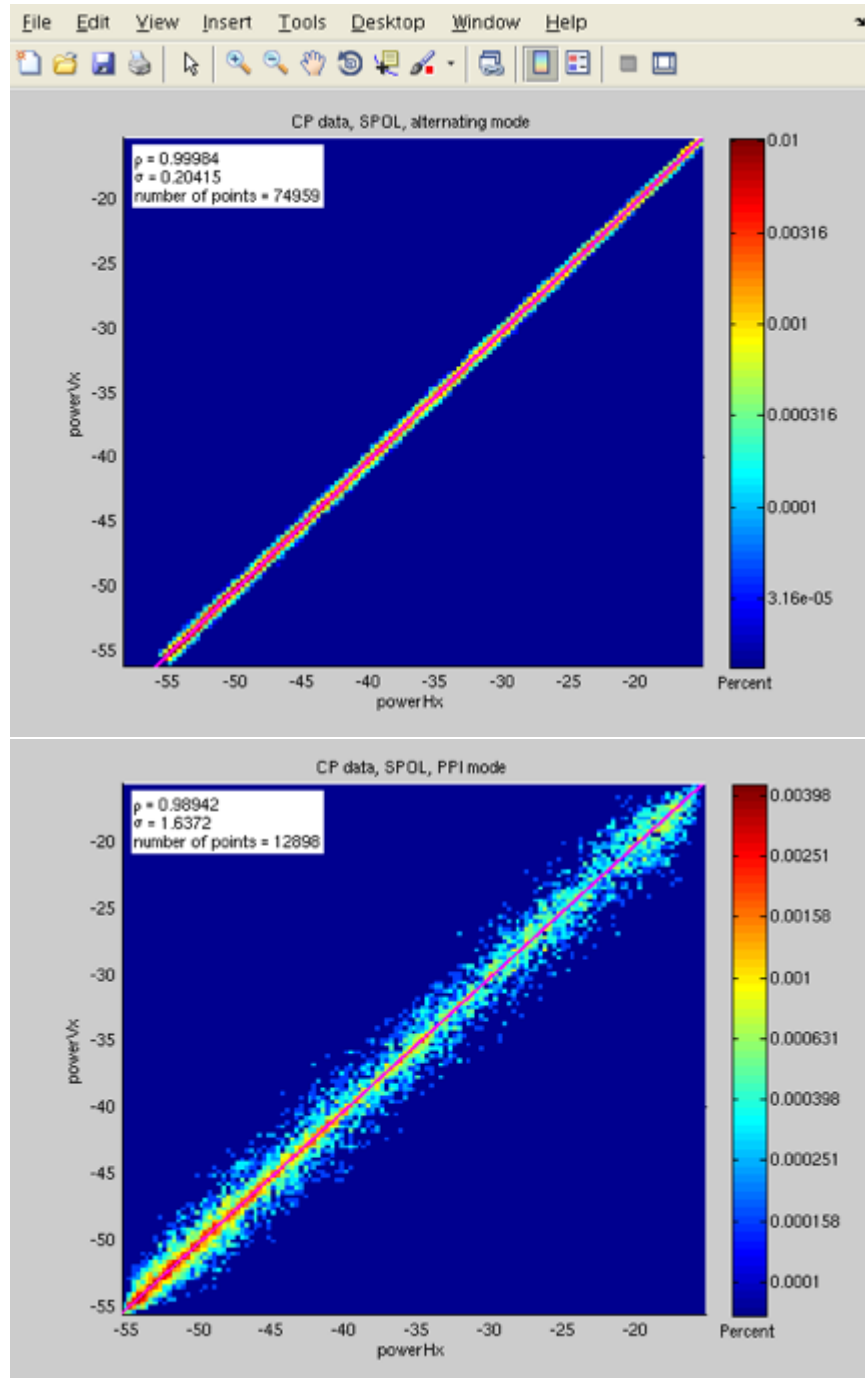 File Edit View Insert Tools Desktop Window Help
CP data, SPOL, alternating mode
ρ = 0.99984
σ = 0.20415
number of points = 74959
powerVx
-20
-25
-30
-35
-40
-45
-50
-55
-55 -50 -45 -40 -35 -30 -25 -20
powerHx
0.01
0.00316
0.001
0.000316
0.0001
3.16e-05
Percent
CP data, SPOL, PPI mode
ρ = 0.98942
σ = 1.6372
number of points = 12898
powerVx
-20
-25
-30
-35
-40
-45
-50
-55
-55 -50 -45 -40 -35 -30 -25 -20
powerHx
0.00398
0.00251
0.00158
0.001
0.000631
0.000398
0.000251
0.000158
0.0001
Percent